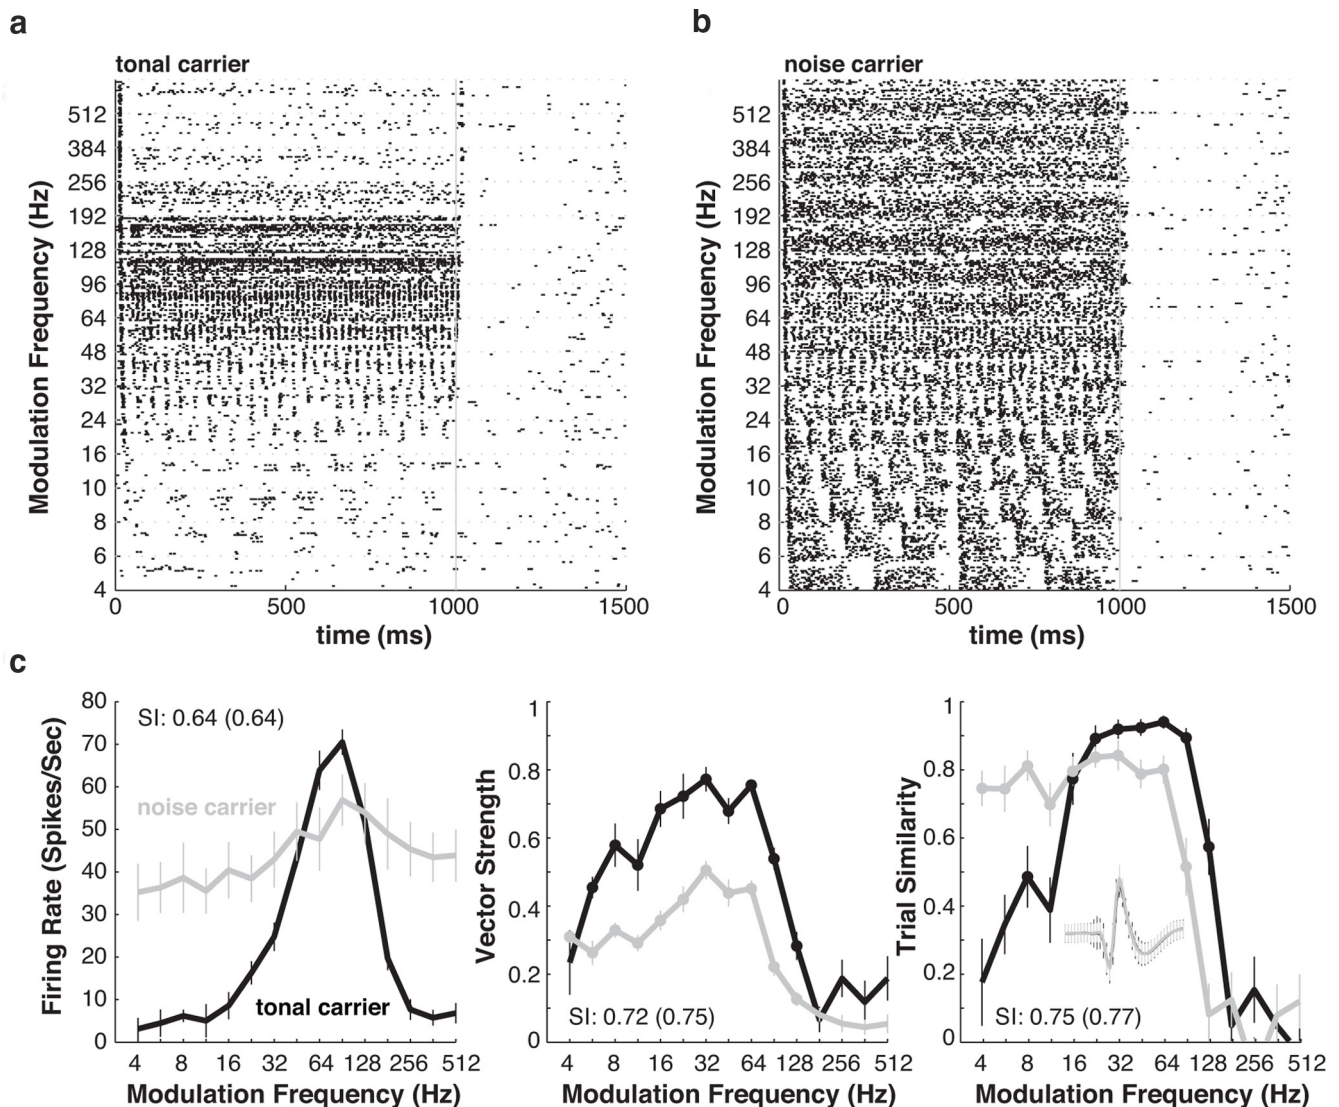 a
tonal carrier
Modulation Frequency (Hz)
512
384
256
192
128
96
64
48
32
24
16
10
8
6
4
0 500 1000 1500
time (ms)
b
noise carrier
Modulation Frequency (Hz)
512
384
256
192
128
96
64
48
32
24
16
10
8
6
4
0 500 1000 1500
time (ms)
c
Firing Rate (Spikes/Sec)
80
70
60
50
40
30
20
10
0
SI: 0.64 (0.64)
noise carrier
tonal carrier
4 8 16 32 64 128 256 512
Modulation Frequency (Hz)
Vector Strength
1
0.8
0.6
0.4
0.2
0
SI: 0.72 (0.75)
4 8 16 32 64 128 256 512
Modulation Frequency (Hz)
Trial Similarity
1
0.8
0.6
0.4
0.2
0
SI: 0.75 (0.77)
4 8 16 32 64 128 256 512
Modulation Frequency (Hz)